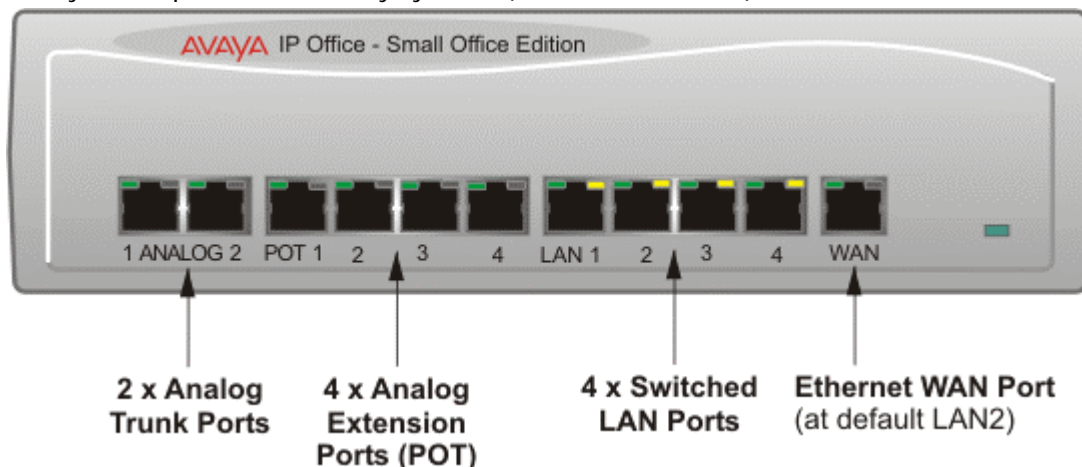 AVAYA IP Office - Small Office Edition
1 ANALOG 2 POT 1 2 3 4 LAN 1 2 3 4 WAN
2 x Analog
Trunk Ports
4 x Analog
Extension
Ports (POT)
4 x Switched
LAN Ports
Ethernet WAN Port
(at default LAN2)